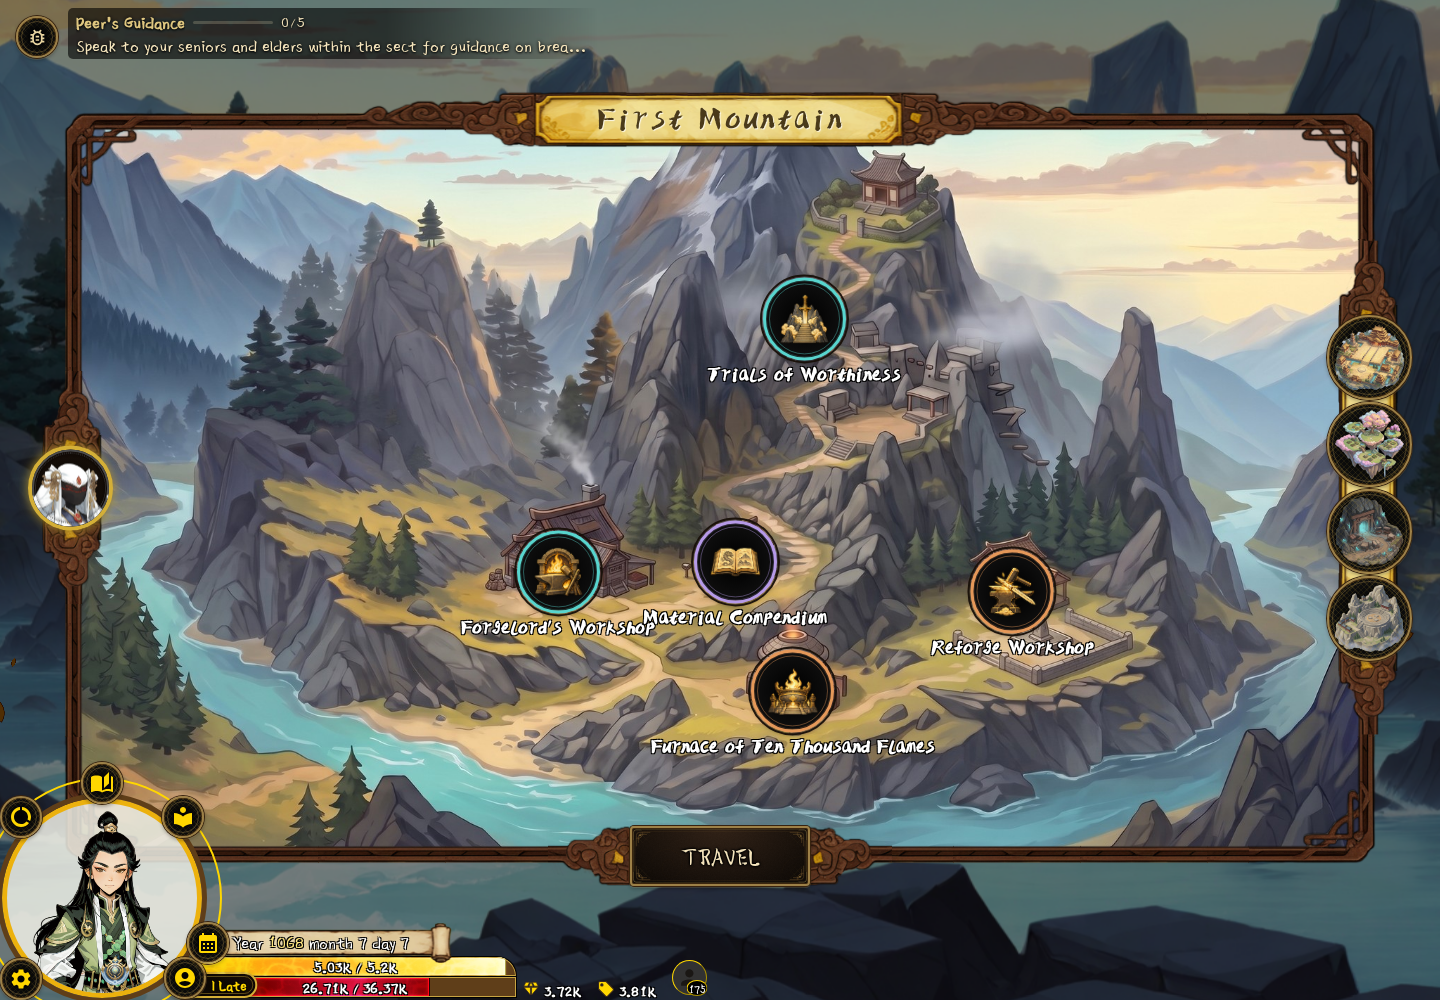 Peer's Guidance 0/5
Speak to your seniors and elders within the sect for guidance on brea...
First Mountain
Trials of Worthiness
Forgelord's Workshop
Material Compendium
Reforge Workshop
Furnace of Ten Thousand Flames
TRAVEL
Year 1068 month 7 day 7
5.03K / 5.2K
26.71K / 36.37K
3.72K
3.81K
175